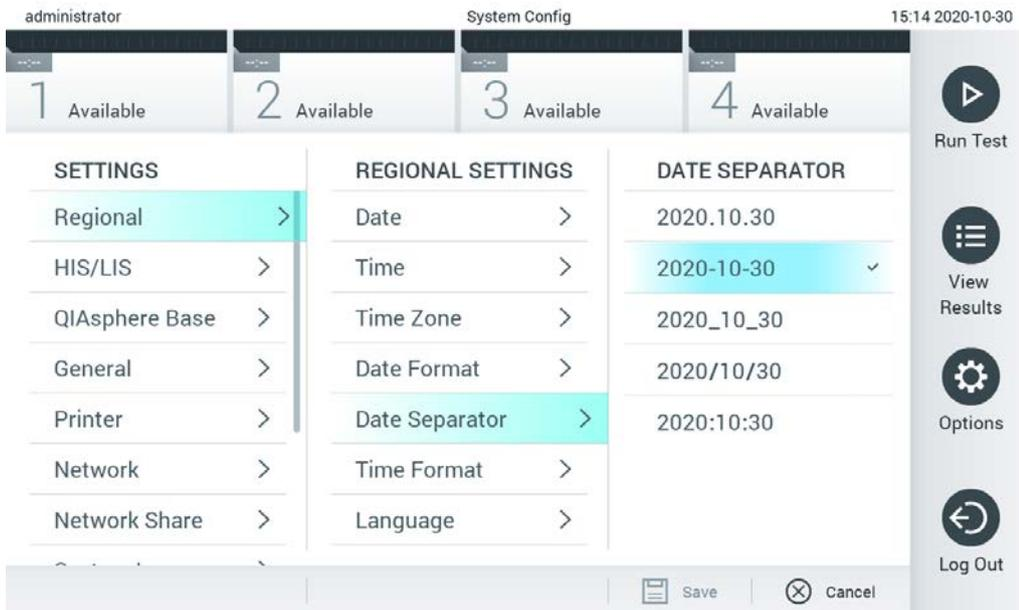 administrator
System Config
15:14 2020-10-30
--:--
--:--
--:--
--:--
1 Available
2 Available
3 Available
4 Available
SETTINGS
Regional
HIS/LIS
QIAsphere Base
General
Printer
Network
Network Share
REGIONAL SETTINGS
Date
Time
Time Zone
Date Format
Date Separator
Time Format
Language
DATE SEPARATOR
2020.10.30
2020-10-30
2020_10_30
2020/10/30
2020:10:30
Run Test
View
Results
Options
Log Out
Save
Cancel